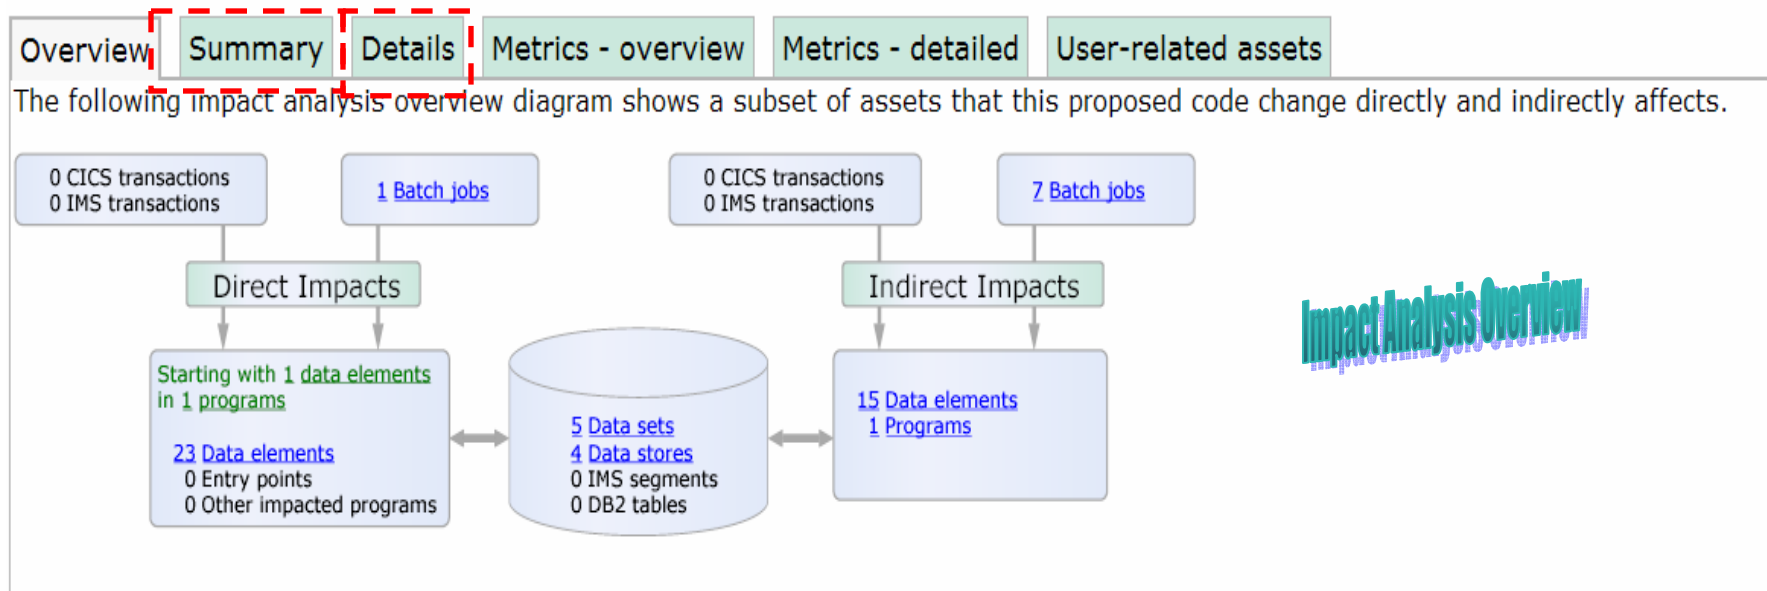 Overview
Summary
Details
Metrics - overview
Metrics - detailed
User-related assets
The following impact analysis overview diagram shows a subset of assets that this proposed code change directly and indirectly affects.
0 CICS transactions
0 IMS transactions
1 Batch jobs
0 CICS transactions
0 IMS transactions
7 Batch jobs
Direct Impacts
Indirect Impacts
Impact Analysis Overview
Starting with 1 data elements
in 1 programs
23 Data elements
0 Entry points
0 Other impacted programs
5 Data sets
4 Data stores
0 IMS segments
0 DB2 tables
15 Data elements
1 Programs